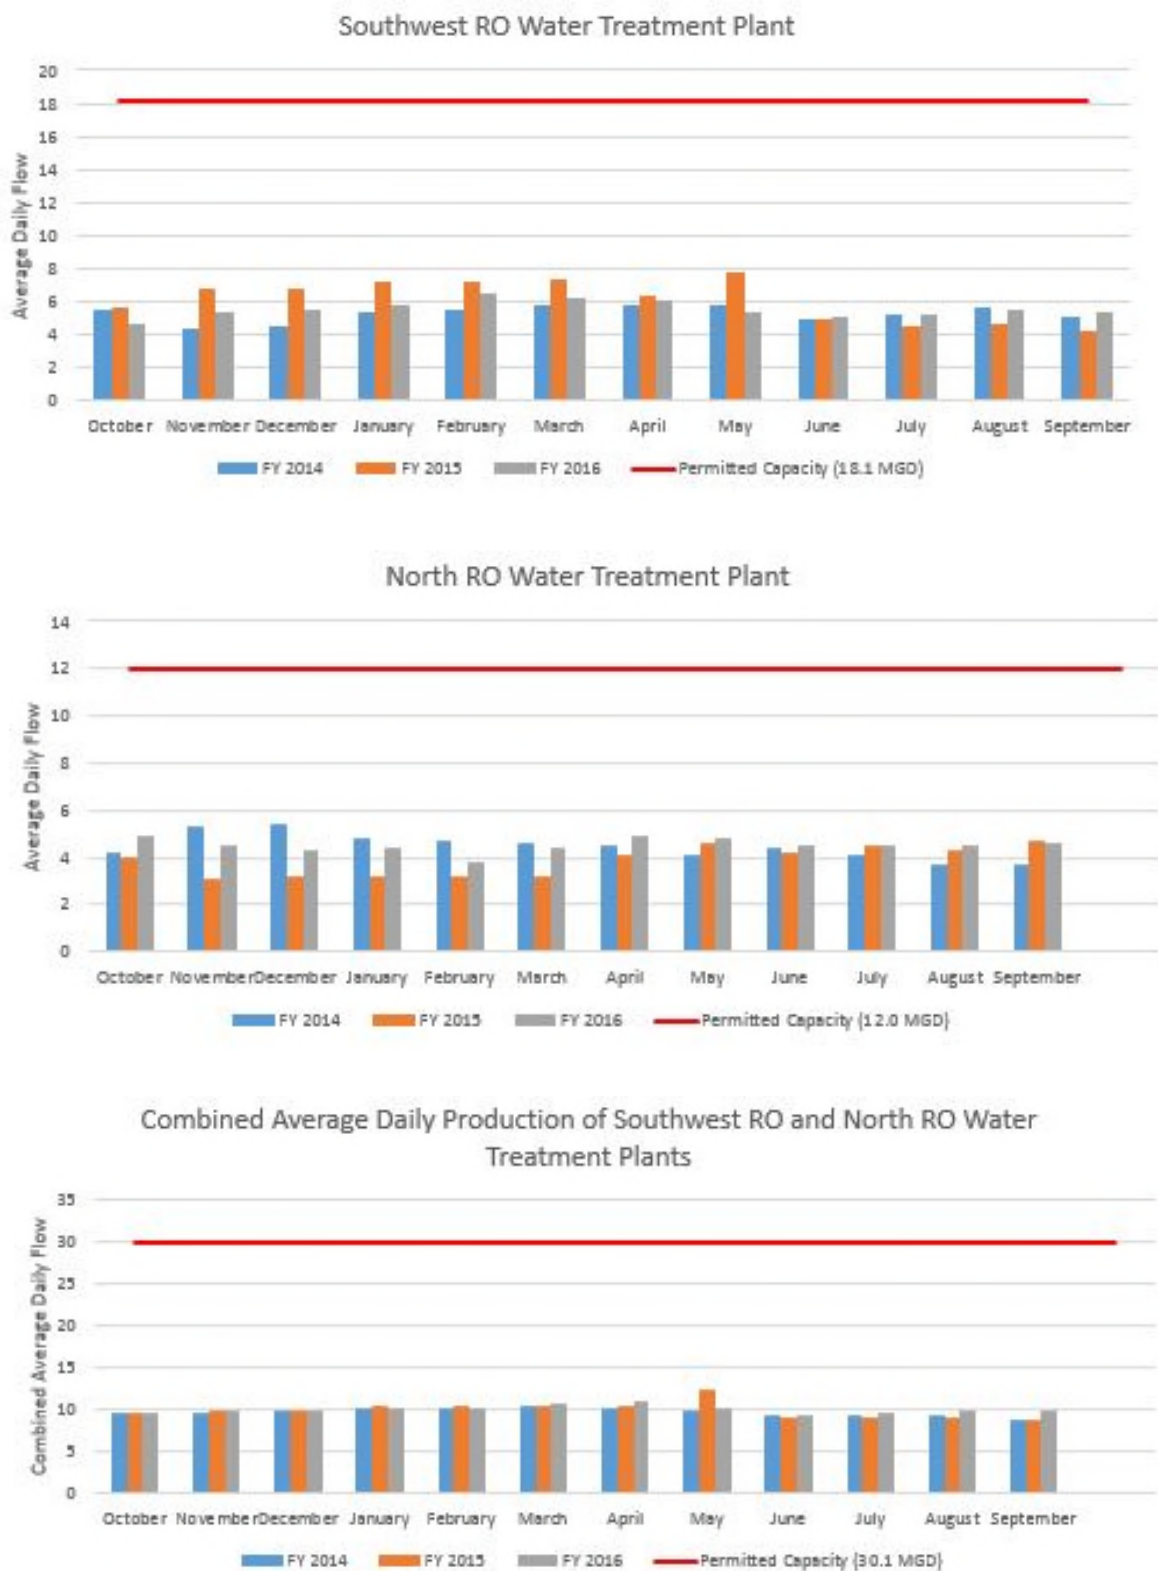 Southwest RO Water Treatment Plant
20
18
16
14
12
10
8
6
4
2
0
Average Daily Flow
October November December January February March April May June July August September
FY 2014 FY 2015 FY 2016 Permitted Capacity (18.1 MGD)
North RO Water Treatment Plant
14
12
10
8
6
4
2
0
Average Daily Flow
October November December January February March April May June July August September
FY 2014 FY 2015 FY 2016 Permitted Capacity (12.0 MGD)
Combined Average Daily Production of Southwest RO and North RO Water
Treatment Plants
35
30
25
20
15
10
5
0
Combined Average Daily Flow
October November December January February March April May June July August September
FY 2014 FY 2015 FY 2016 Permitted Capacity (30.1 MGD)